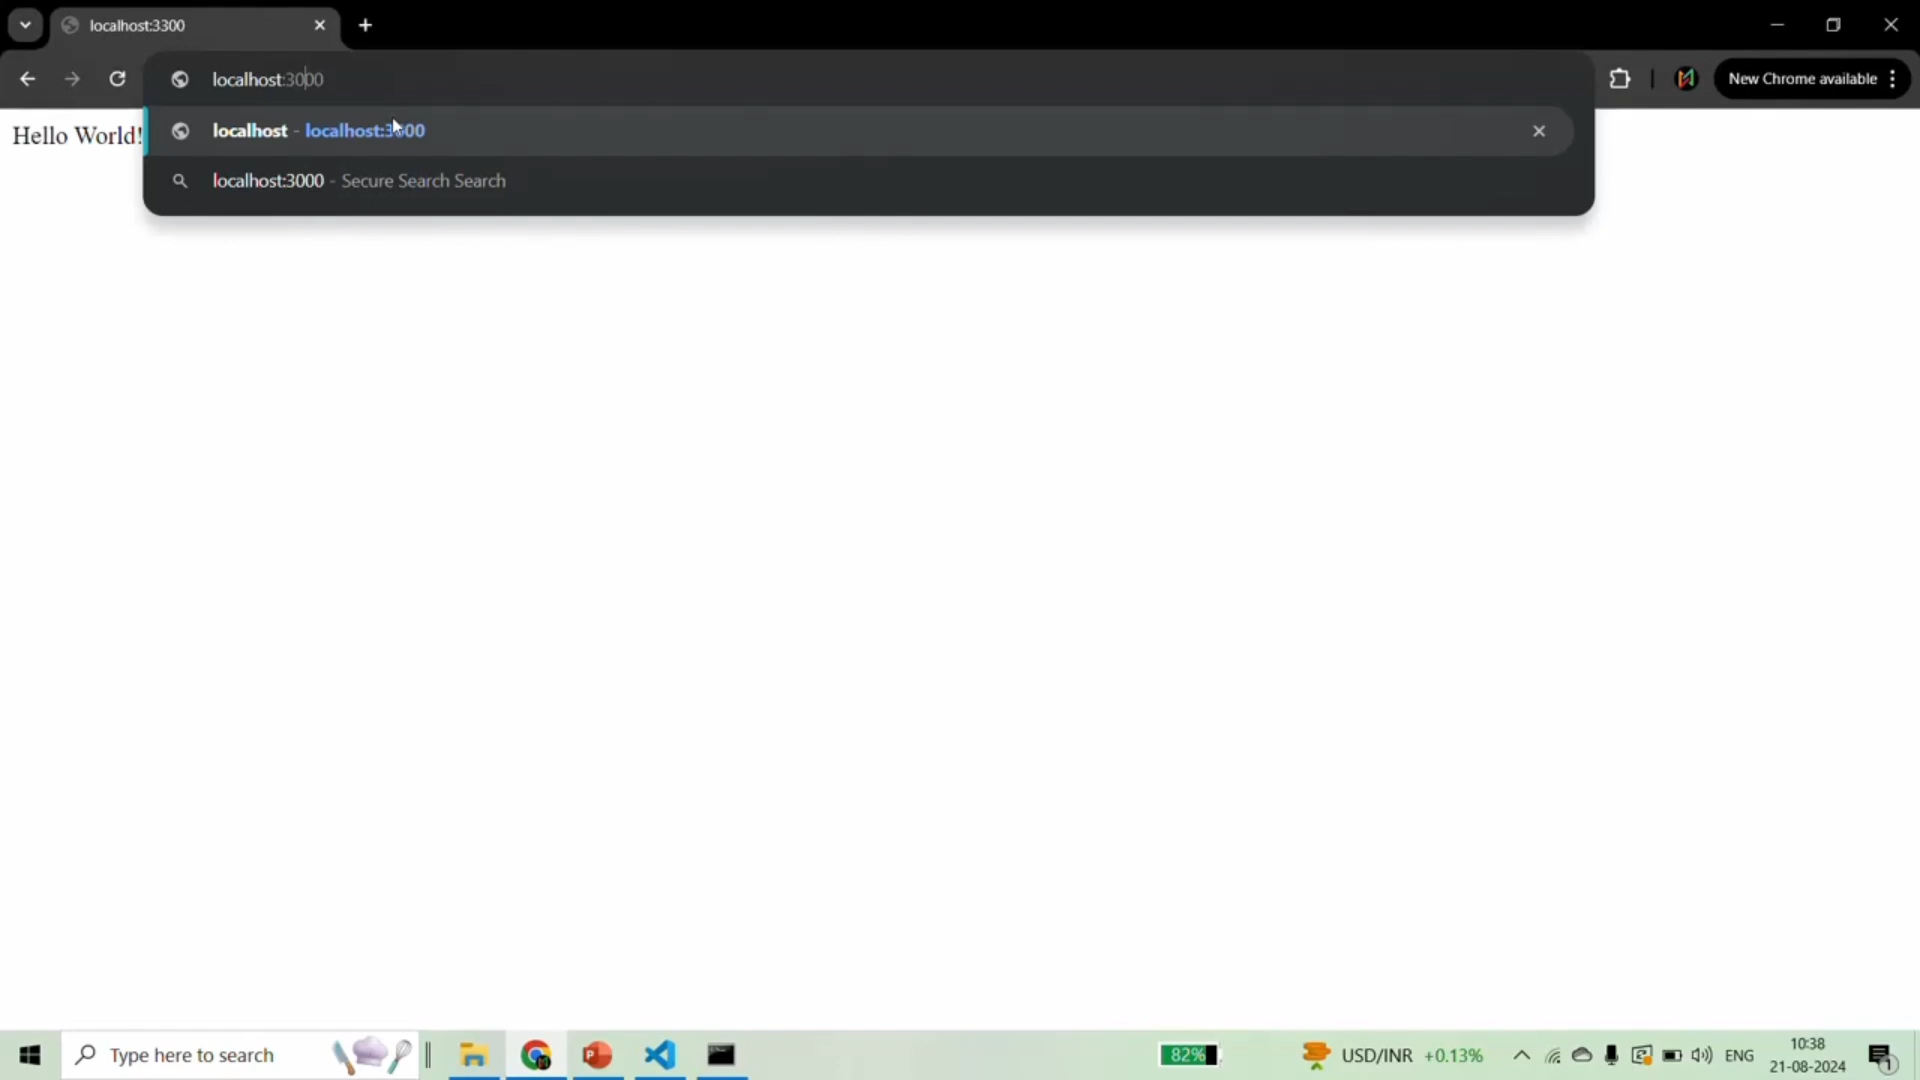 localhost:3300
localhost:3000
New Chrome available
Hello World!
localhost - localhost:3000
localhost:3000 - Secure Search Search
Type here to search
82%
USD/INR +0.13%
ENG
10:38
21-08-2024
1